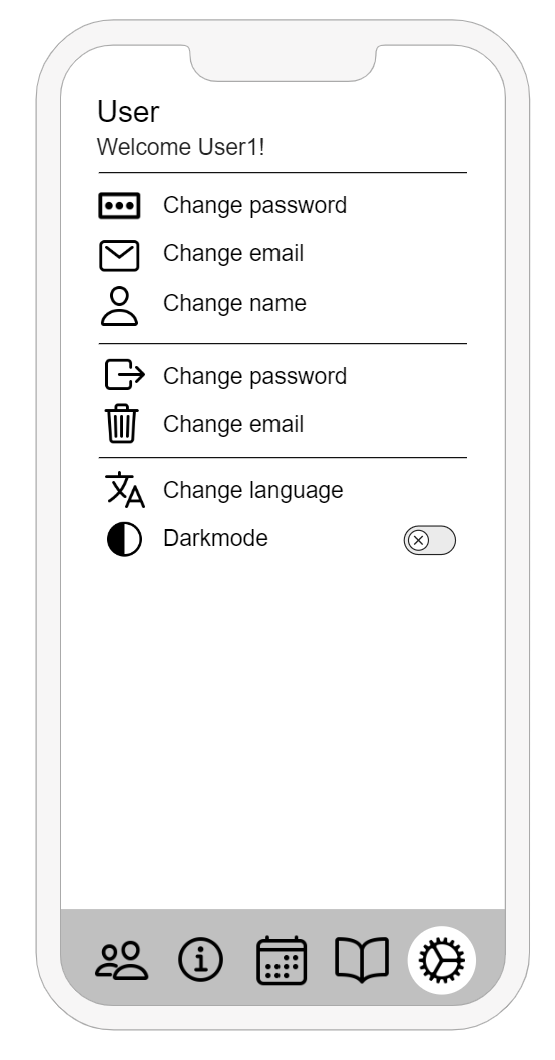 User
Welcome User1!
Change password
Change email
Change name
Change password
Change email
Change language
Darkmode